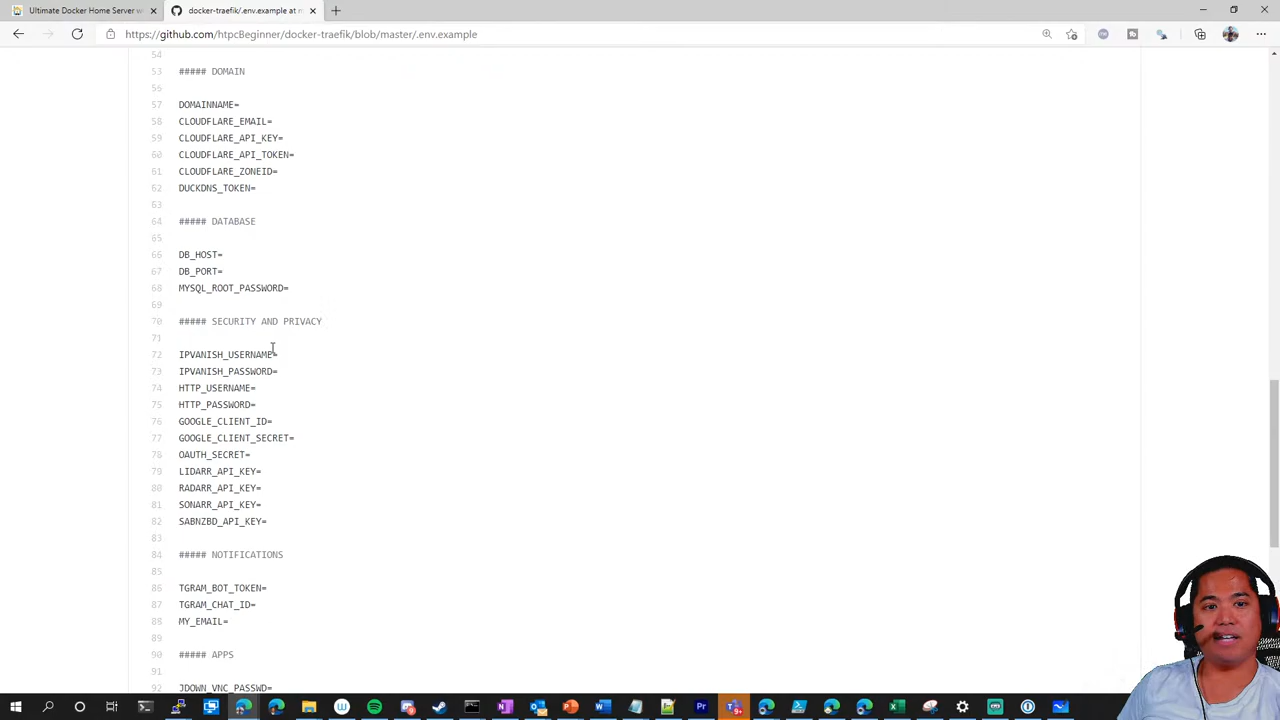 Ultimate Docker Home Server w
docker-traefik/.env.example at m
https://github.com/htpcBeginner/docker-traefik/blob/master/.env.example
54
53 ##### DOMAIN
56
57 DOMAINNAME=
58 CLOUDFLARE_EMAIL=
59 CLOUDFLARE_API_KEY=
60 CLOUDFLARE_API_TOKEN=
61 CLOUDFLARE_ZONEID=
62 DUCKDNS_TOKEN=
63
64 ##### DATABASE
65
66 DB_HOST=
67 DB_PORT=
68 MYSQL_ROOT_PASSWORD=
69
70 ##### SECURITY AND PRIVACY
71
72 IPVANISH_USERNAME=
73 IPVANISH_PASSWORD=
74 HTTP_USERNAME=
75 HTTP_PASSWORD=
76 GOOGLE_CLIENT_ID=
77 GOOGLE_CLIENT_SECRET=
78 OAUTH_SECRET=
79 LIDARR_API_KEY=
80 RADARR_API_KEY=
81 SONARR_API_KEY=
82 SABNZBD_API_KEY=
83
84 ##### NOTIFICATIONS
85
86 TGRAM_BOT_TOKEN=
87 TGRAM_CHAT_ID=
88 MY_EMAIL=
89
90 ##### APPS
91
92 JDOWN_VNC_PASSWD=